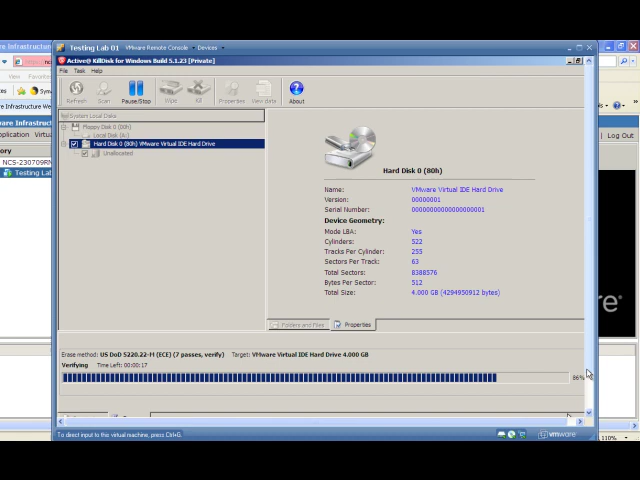 Testing Lab 01 VMware Remote Console Devices
Active@ KillDisk for Windows Build 5.1.23 [Private]
File Task Help
Refresh Scan Pause/Stop Wipe Kill Properties View data About
System Local Disks
Floppy Disk 0 (00h)
Local Disk (A:)
Hard Disk 0 (80h) VMware Virtual IDE Hard Drive
Unallocated
Hard Disk 0 (80h)
Name: VMware Virtual IDE Hard Drive
Version: 00000001
Serial Number: 00000000000000000001
Device Geometry:
Mode LBA: Yes
Cylinders: 522
Tracks Per Cylinder: 255
Sectors Per Track: 63
Total Sectors: 8388576
Bytes Per Sector: 512
Total Size: 4.000 GB (4294950912 bytes)
Folders and Files Properties
Erase method: US DoD 5220.22-M (ECE) (7 passes, verify) Target: VMware Virtual IDE Hard Drive 4.000 GB
Verifying Time Left: 00:00:17
86%
To direct input to this virtual machine, press Ctrl+G.
vmware
are Infrastructure
View Favorites
Log Out
NCS-230709RN
Testing Lab
110%